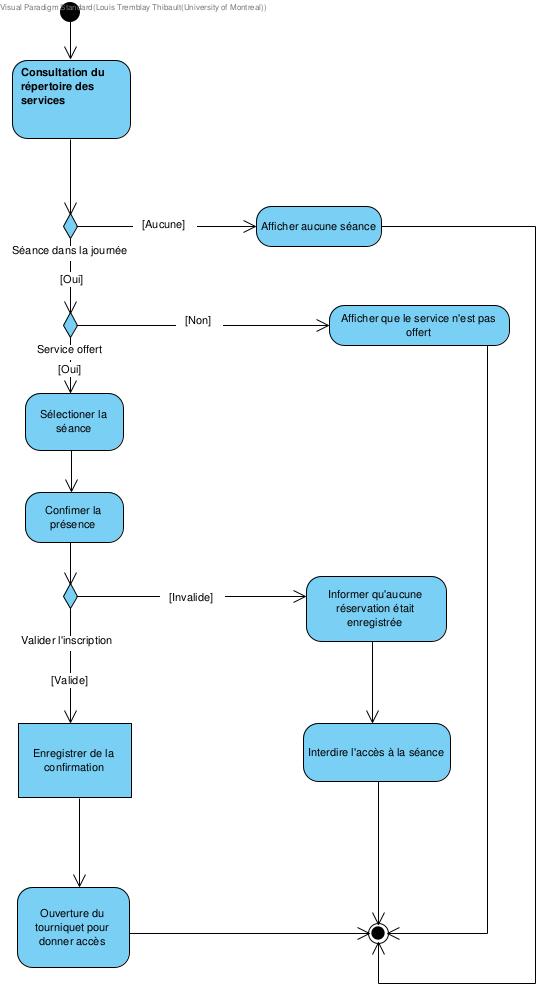 Visual Paradigm Standard(Louis Tremblay Thibault(University of Montreal))
Consultation du
répertoire des
services
[Aucune]
Afficher aucune séance
Séance dans la journée
[Oui]
[Non]
Afficher que le service n'est pas
offert
Service offert
[Oui]
Sélectioner la
séance
Confimer la
présence
[Invalide]
Informer qu'aucune
réservation était
enregistrée
Valider l'inscription
[Valide]
Enregistrer de la
confirmation
Interdire l'accès à la séance
Ouverture du
tourniquet pour
donner accès